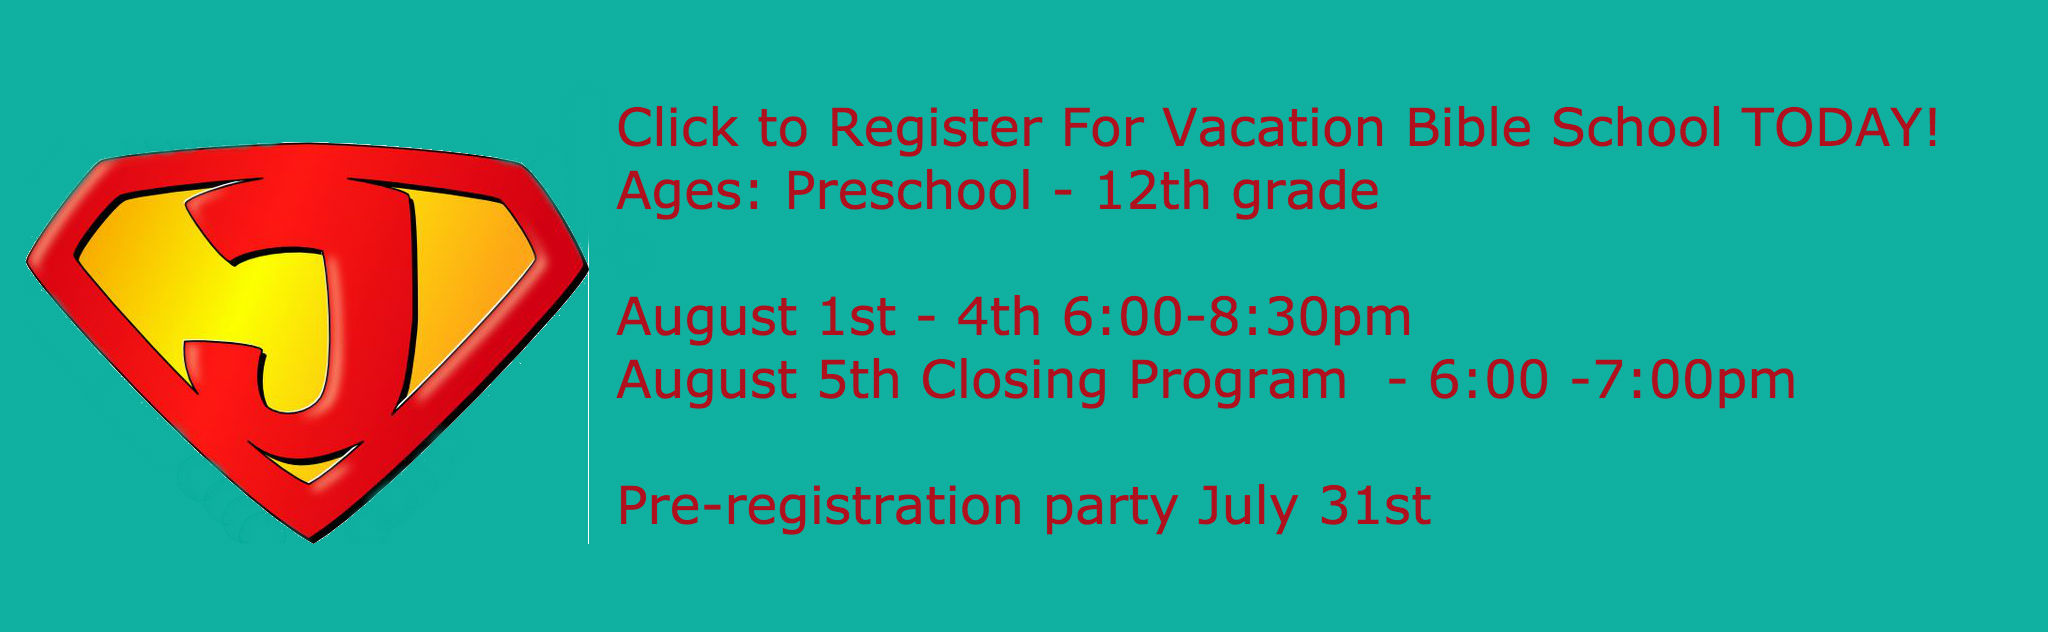 J
Click to Register For Vacation Bible School TODAY!
Ages: Preschool - 12th grade
August 1st - 4th 6:00-8:30pm
August 5th Closing Program  - 6:00 -7:00pm
Pre-registration party July 31st